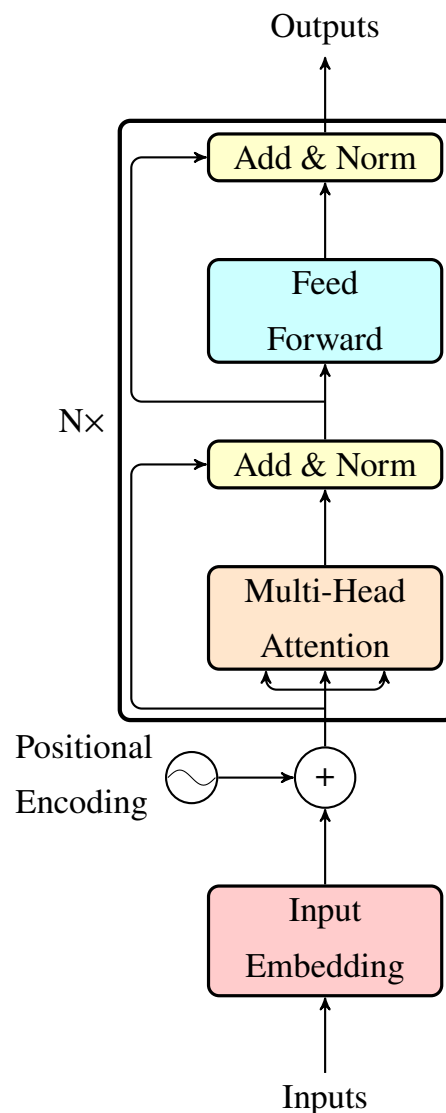 Outputs
Add & Norm
Feed
Forward
N×
Add & Norm
Multi-Head
Attention
Positional
Encoding
+
Input
Embedding
Inputs